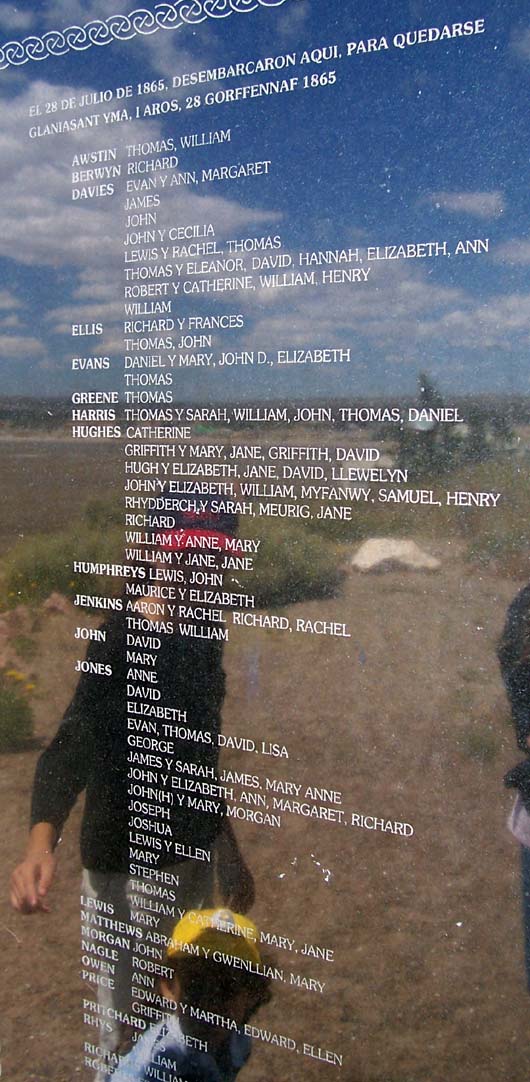 EL 28 DE JULIO DE 1865, DESEMBARCARON AQUI, PARA QUEDARSE
GLANIASANT YMA, I AROS, 28 GORFFENNAF 1865
AWSTIN THOMAS, WILLIAM
BERWYN RICHARD
DAVIES EVAN Y ANN, MARGARET
JAMES
JOHN
JOHN Y CECILIA
LEWIS Y RACHEL, THOMAS
THOMAS Y ELEANOR, DAVID, HANNAH, ELIZABETH, ANN
ROBERT Y CATHERINE, WILLIAM, HENRY
WILLIAM
ELLIS RICHARD Y FRANCES
THOMAS, JOHN
EVANS DANIEL Y MARY, JOHN D., ELIZABETH
THOMAS
GREENE THOMAS
HARRIS THOMAS Y SARAH, WILLIAM, JOHN, THOMAS, DANIEL
HUGHES CATHERINE
GRIFFITH Y MARY, JANE, GRIFFITH, DAVID
HUGH Y ELIZABETH, JANE, DAVID, LLEWELYN
JOHN Y ELIZABETH, WILLIAM, MYFANWY, SAMUEL, HENRY
RHYDDERCH Y SARAH, MEURIG, JANE
RICHARD
WILLIAM Y ANNE, MARY
WILLIAM Y JANE, JANE
HUMPHREYS LEWIS, JOHN
MAURICE Y ELIZABETH
JENKINS AARON Y RACHEL RICHARD, RACHEL
THOMAS WILLIAM
JOHN DAVID
MARY
JONES ANNE
DAVID
ELIZABETH
EVAN, THOMAS, DAVID, LISA
GEORGE
JAMES Y SARAH, JAMES, MARY ANNE
JOHN Y ELIZABETH, ANN, MARGARET, RICHARD
JOHN(H) Y MARY, MORGAN
JOSEPH
JOSHUA
LEWIS Y ELLEN
MARY
STEPHEN
THOMAS
WILLIAM Y CATHERINE, MARY, JANE
LEWIS MARY
MATTHEWS ABRAHAM Y GWENLLIAN, MARY
MORGAN JOHN
NAGLE ROBERT
OWEN ANN
PRICE EDWARD Y MARTHA, EDWARD, ELLEN
GRIFFITH
PRITCHARD ELIZABETH
RHYS JAMES
WILLIAM